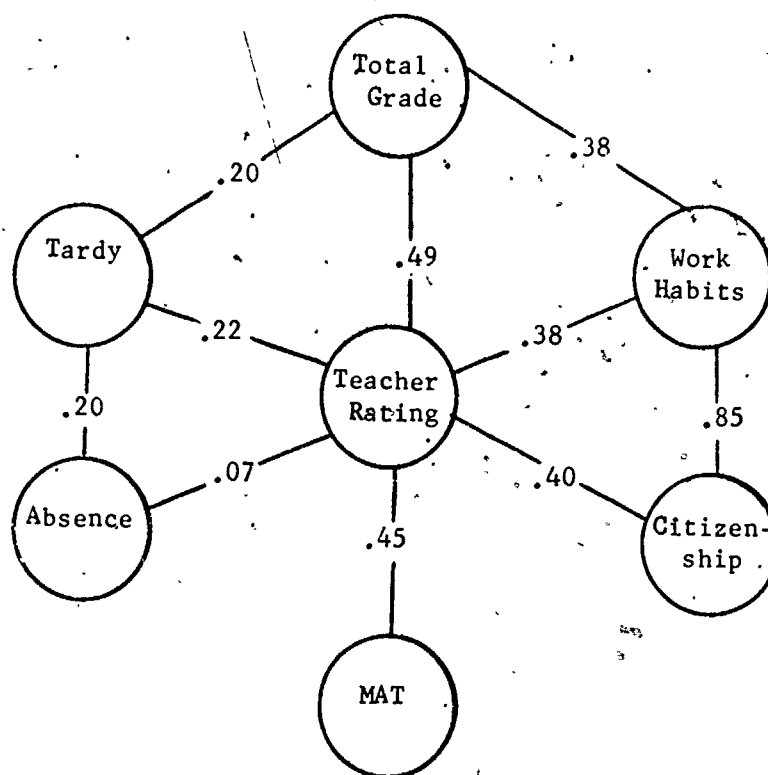 Total
Grade
.38
.20
Tardy
.49
Work
Habits
.22
.38
Teacher
Rating
.20
.85
.07
.40
Absence
.45
Citizen-
ship
MAT